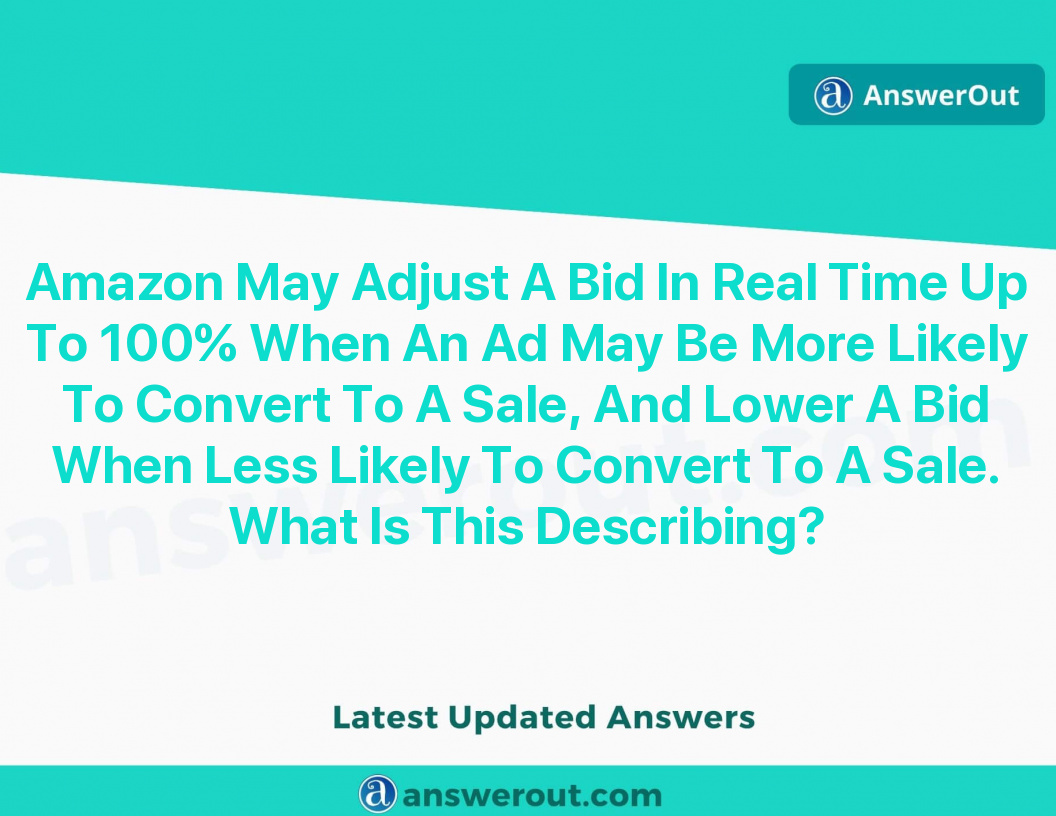 AnswerOut
Amazon May Adjust A Bid In Real Time Up
To 100% When An Ad May Be More Likely
To Convert To A Sale, And Lower A Bid
When Less Likely To Convert To A Sale.
What Is This Describing?
answerout.com
Latest Updated Answers
answerout.com